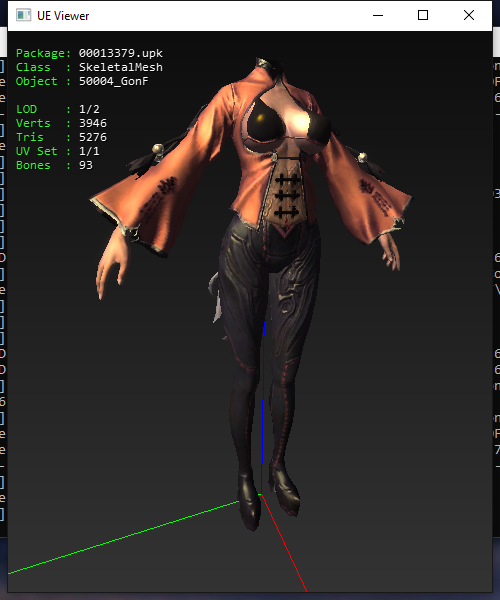 UE Viewer
Package: 00013379.upk
Class  : SkeletalMesh
Object : 50004_GonF
LOD    : 1/2
Verts  : 3946
Tris   : 5276
UV Set : 1/1
Bones  : 93